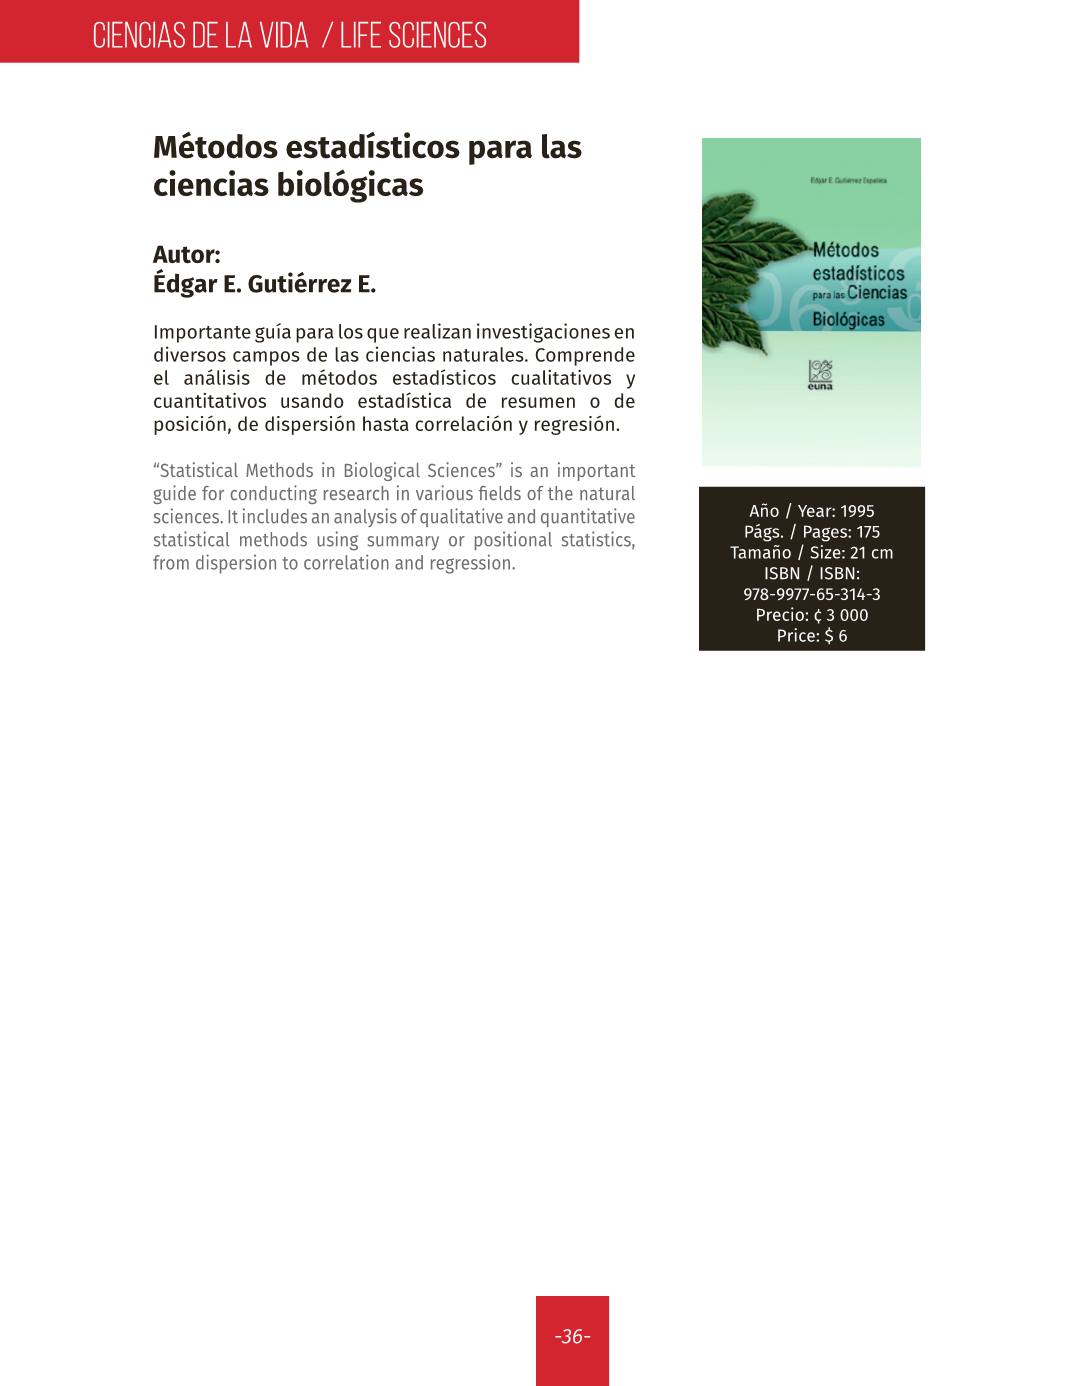 CIENCIAS DE LA VIDA / LIFE SCIENCES
Métodos estadísticos para las
ciencias biológicas
Autor:
Édgar E. Gutiérrez E.
Importante guía para los que realizan investigaciones en
diversos campos de las ciencias naturales. Comprende
el análisis de métodos estadísticos cualitativos y
cuantitativos usando estadística de resumen o de
posición, de dispersión hasta correlación y regresión.
“Statistical Methods in Biological Sciences” is an important
guide for conducting research in various fields of the natural
sciences. It includes an analysis of qualitative and quantitative
statistical methods using summary or positional statistics,
from dispersion to correlation and regression.
Edgar E. Gutiérrez Espeleta
Métodos
estadísticos
para las Ciencias
Biológicas
euna
Año / Year: 1995
Págs. / Pages: 175
Tamaño / Size: 21 cm
ISBN / ISBN:
978-9977-65-314-3
Precio: ¢ 3 000
Price: $ 6
-36-